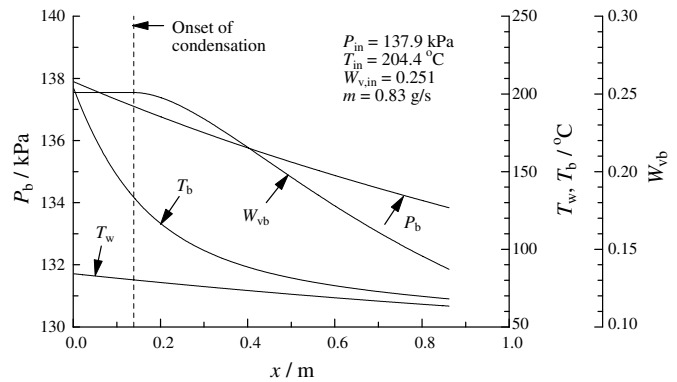 140
138
136
134
132
130
P_b / kPa
0.0
0.2
0.4
0.6
0.8
1.0
x / m
Onset of
condensation
P_in = 137.9 kPa
T_in = 204.4 °C
W_v,in = 0.251
m = 0.83 g/s
T_w
T_b
W_vb
P_b
250
200
150
100
50
T_w, T_b / °C
0.30
0.25
0.20
0.15
0.10
W_vb